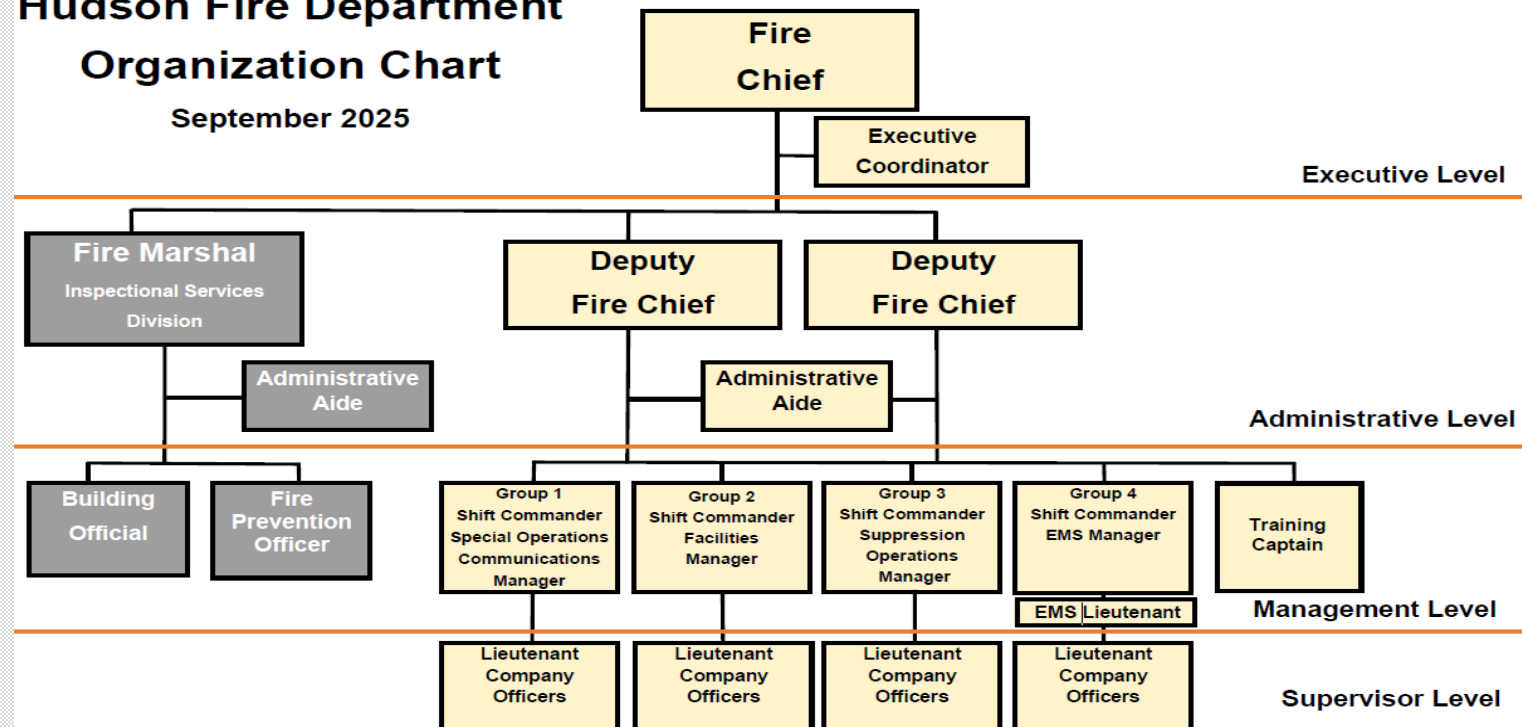 Hudson Fire Department
Organization Chart
September 2025
Fire
Chief
Executive
Coordinator
Executive Level
Fire Marshal
Inspectional Services
Division
Deputy
Fire Chief
Deputy
Fire Chief
Administrative
Aide
Administrative
Aide
Administrative Level
Building
Official
Fire
Prevention
Officer
Group 1
Shift Commander
Special Operations
Communications
Manager
Group 2
Shift Commander
Facilities
Manager
Group 3
Shift Commander
Suppression
Operations
Manager
Group 4
Shift Commander
EMS Manager
Training
Captain
EMS Lieutenant
Management Level
Lieutenant
Company
Officers
Lieutenant
Company
Officers
Lieutenant
Company
Officers
Lieutenant
Company
Officers
Supervisor Level